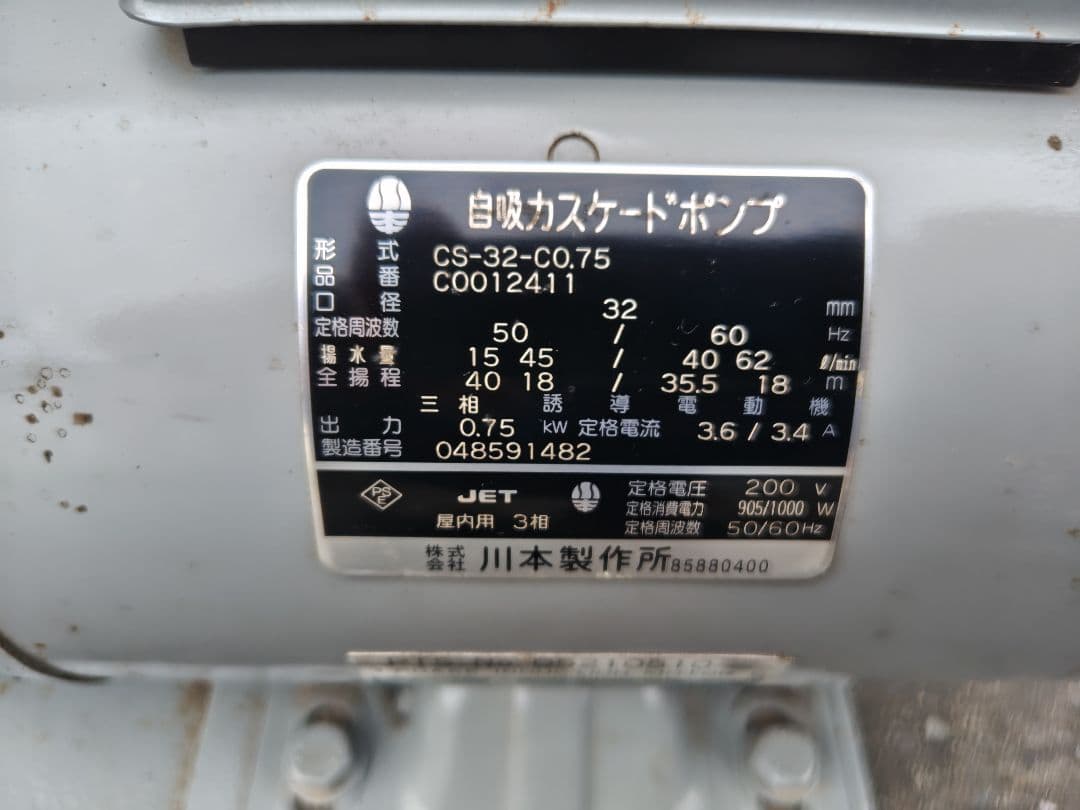 自吸カスケードポンプ
形式 CS-32-C0.75
品番 C0012411
口径 32 mm
定格周波数 50 / 60 Hz
揚水量 15 45 / 40 62 ℓ/min
全揚程 40 18 / 35.5 18 m
三相 誘導電動機
出力 0.75 kW 定格電流 3.6 / 3.4 A
製造番号 048591482
PSE JET 定格電圧 200 V
定格消費電力 905/1000 W
屋内用 3相 定格周波数 50/60Hz
株式会社 川本製作所 85880400